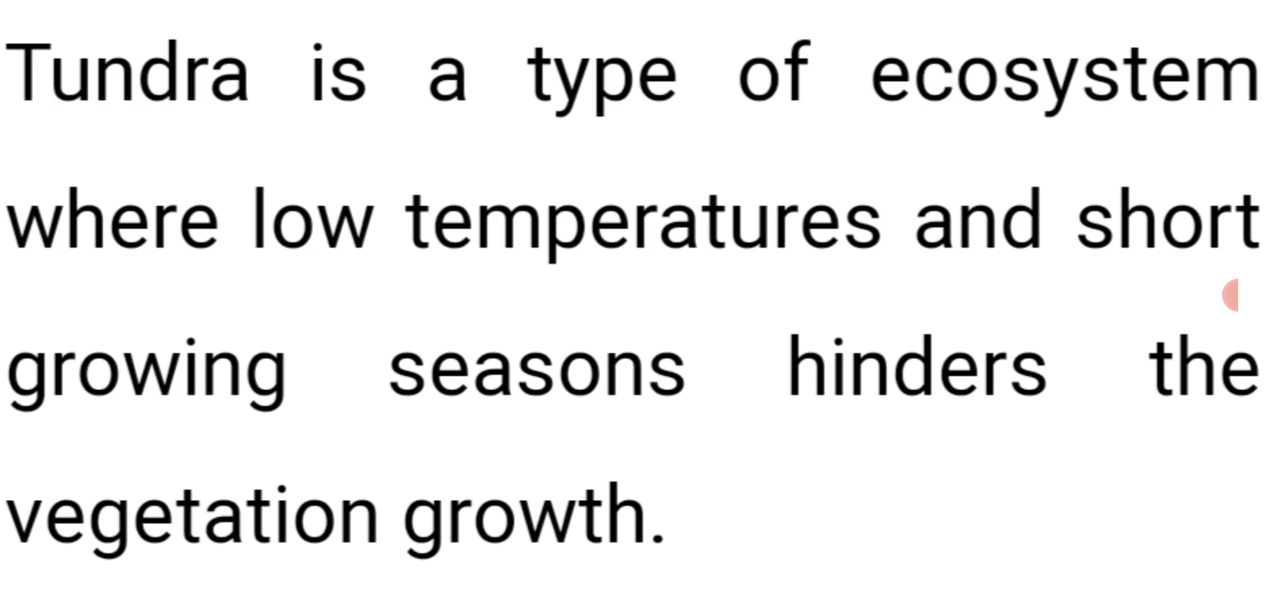 Tundra is a type of ecosystem
where low temperatures and short
growing seasons hinders the
vegetation growth.